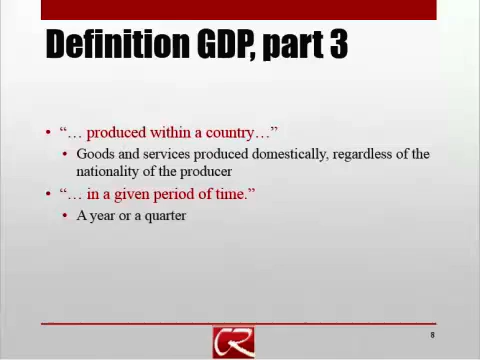 Definition GDP, part 3
• “… produced within a country…”
• Goods and services produced domestically, regardless of the
nationality of the producer
• “… in a given period of time.”
• A year or a quarter
8
CR